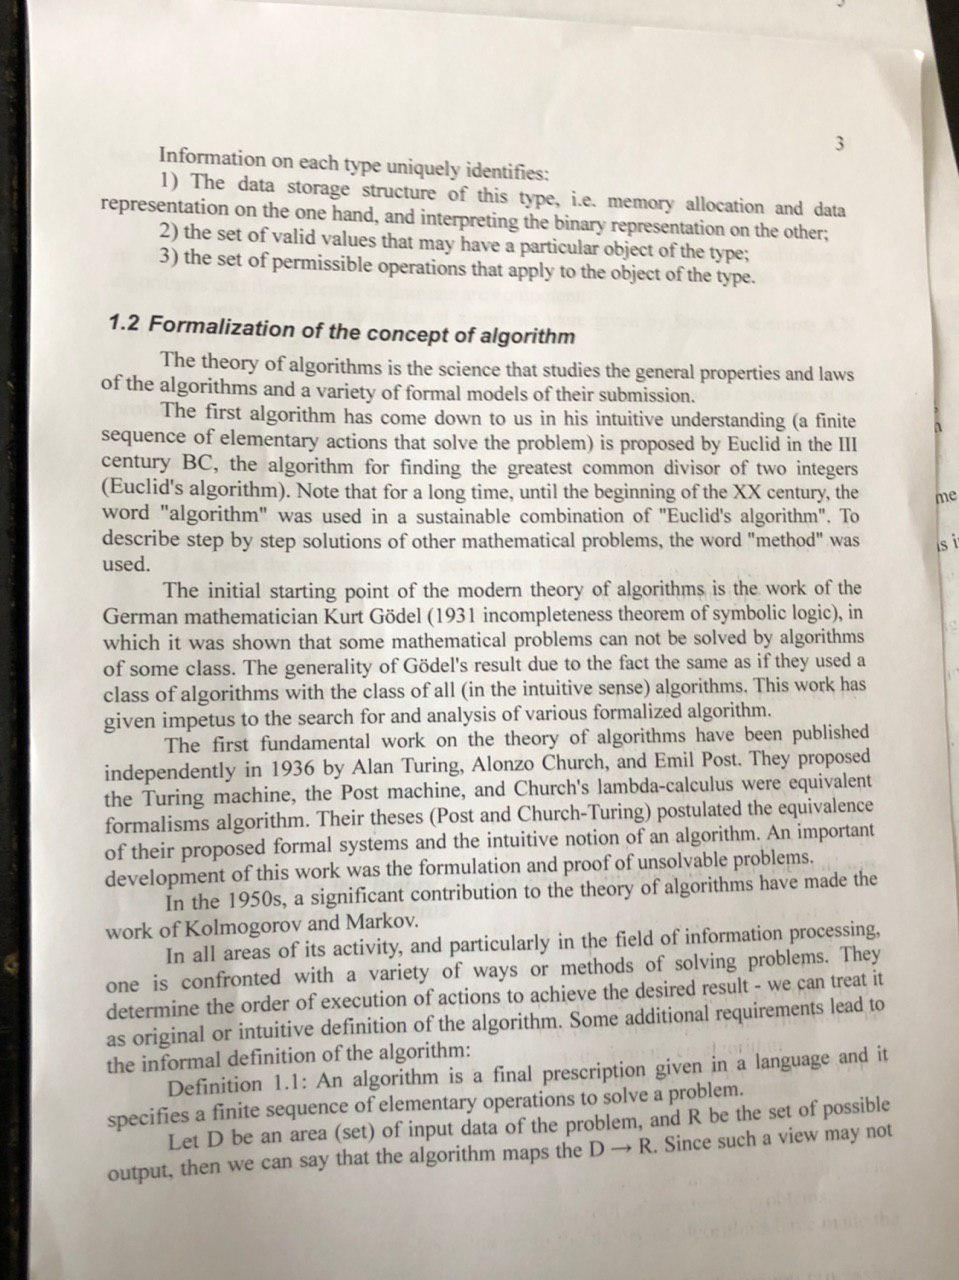 3
Information on each type uniquely identifies:
1) The data storage structure of this type, i.e. memory allocation and data
representation on the one hand, and interpreting the binary representation on the other;
2) the set of valid values that may have a particular object of the type;
3) the set of permissible operations that apply to the object of the type.
1.2 Formalization of the concept of algorithm
The theory of algorithms is the science that studies the general properties and laws
of the algorithms and a variety of formal models of their submission.
The first algorithm has come down to us in his intuitive understanding (a finite
sequence of elementary actions that solve the problem) is proposed by Euclid in the III
century BC, the algorithm for finding the greatest common divisor of two integers
(Euclid's algorithm). Note that for a long time, until the beginning of the XX century, the
word "algorithm" was used in a sustainable combination of "Euclid's algorithm". To
describe step by step solutions of other mathematical problems, the word "method" was
used.
The initial starting point of the modern theory of algorithms is the work of the
German mathematician Kurt Gödel (1931 incompleteness theorem of symbolic logic), in
which it was shown that some mathematical problems can not be solved by algorithms
of some class. The generality of Gödel's result due to the fact the same as if they used a
class of algorithms with the class of all (in the intuitive sense) algorithms. This work has
given impetus to the search for and analysis of various formalized algorithm.
The first fundamental work on the theory of algorithms have been published
independently in 1936 by Alan Turing, Alonzo Church, and Emil Post. They proposed
the Turing machine, the Post machine, and Church's lambda-calculus were equivalent
formalisms algorithm. Their theses (Post and Church-Turing) postulated the equivalence
of their proposed formal systems and the intuitive notion of an algorithm. An important
development of this work was the formulation and proof of unsolvable problems.
In the 1950s, a significant contribution to the theory of algorithms have made the
work of Kolmogorov and Markov.
In all areas of its activity, and particularly in the field of information processing,
one is confronted with a variety of ways or methods of solving problems. They
determine the order of execution of actions to achieve the desired result - we can treat it
as original or intuitive definition of the algorithm. Some additional requirements lead to
the informal definition of the algorithm:
Definition 1.1: An algorithm is a final prescription given in a language and it
specifies a finite sequence of elementary operations to solve a problem.
Let D be an area (set) of input data of the problem, and R be the set of possible
output, then we can say that the algorithm maps the D → R. Since such a view may not